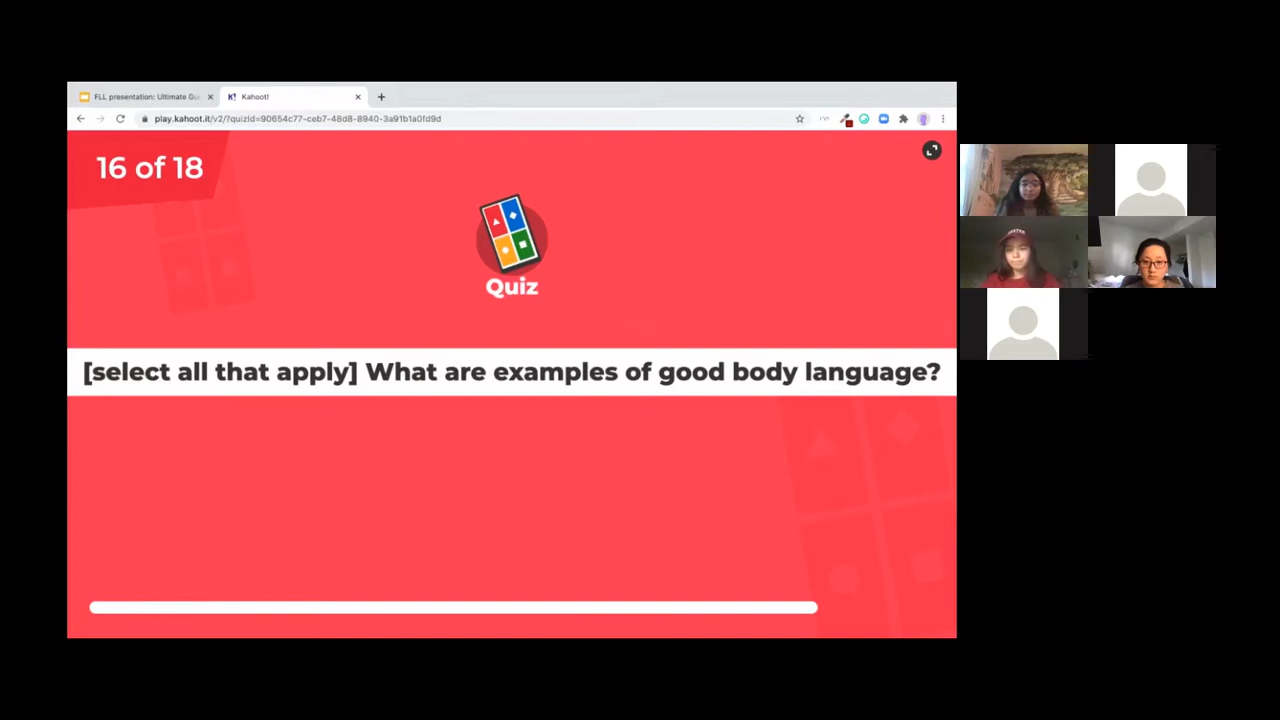 FLL presentation: Ultimate Gu
K! Kahoot!
play.kahoot.it/v2/?quizId=90654c77-ceb7-48d8-8940-3a91b1a0fd9d
16 of 18
Quiz
[select all that apply] What are examples of good body language?